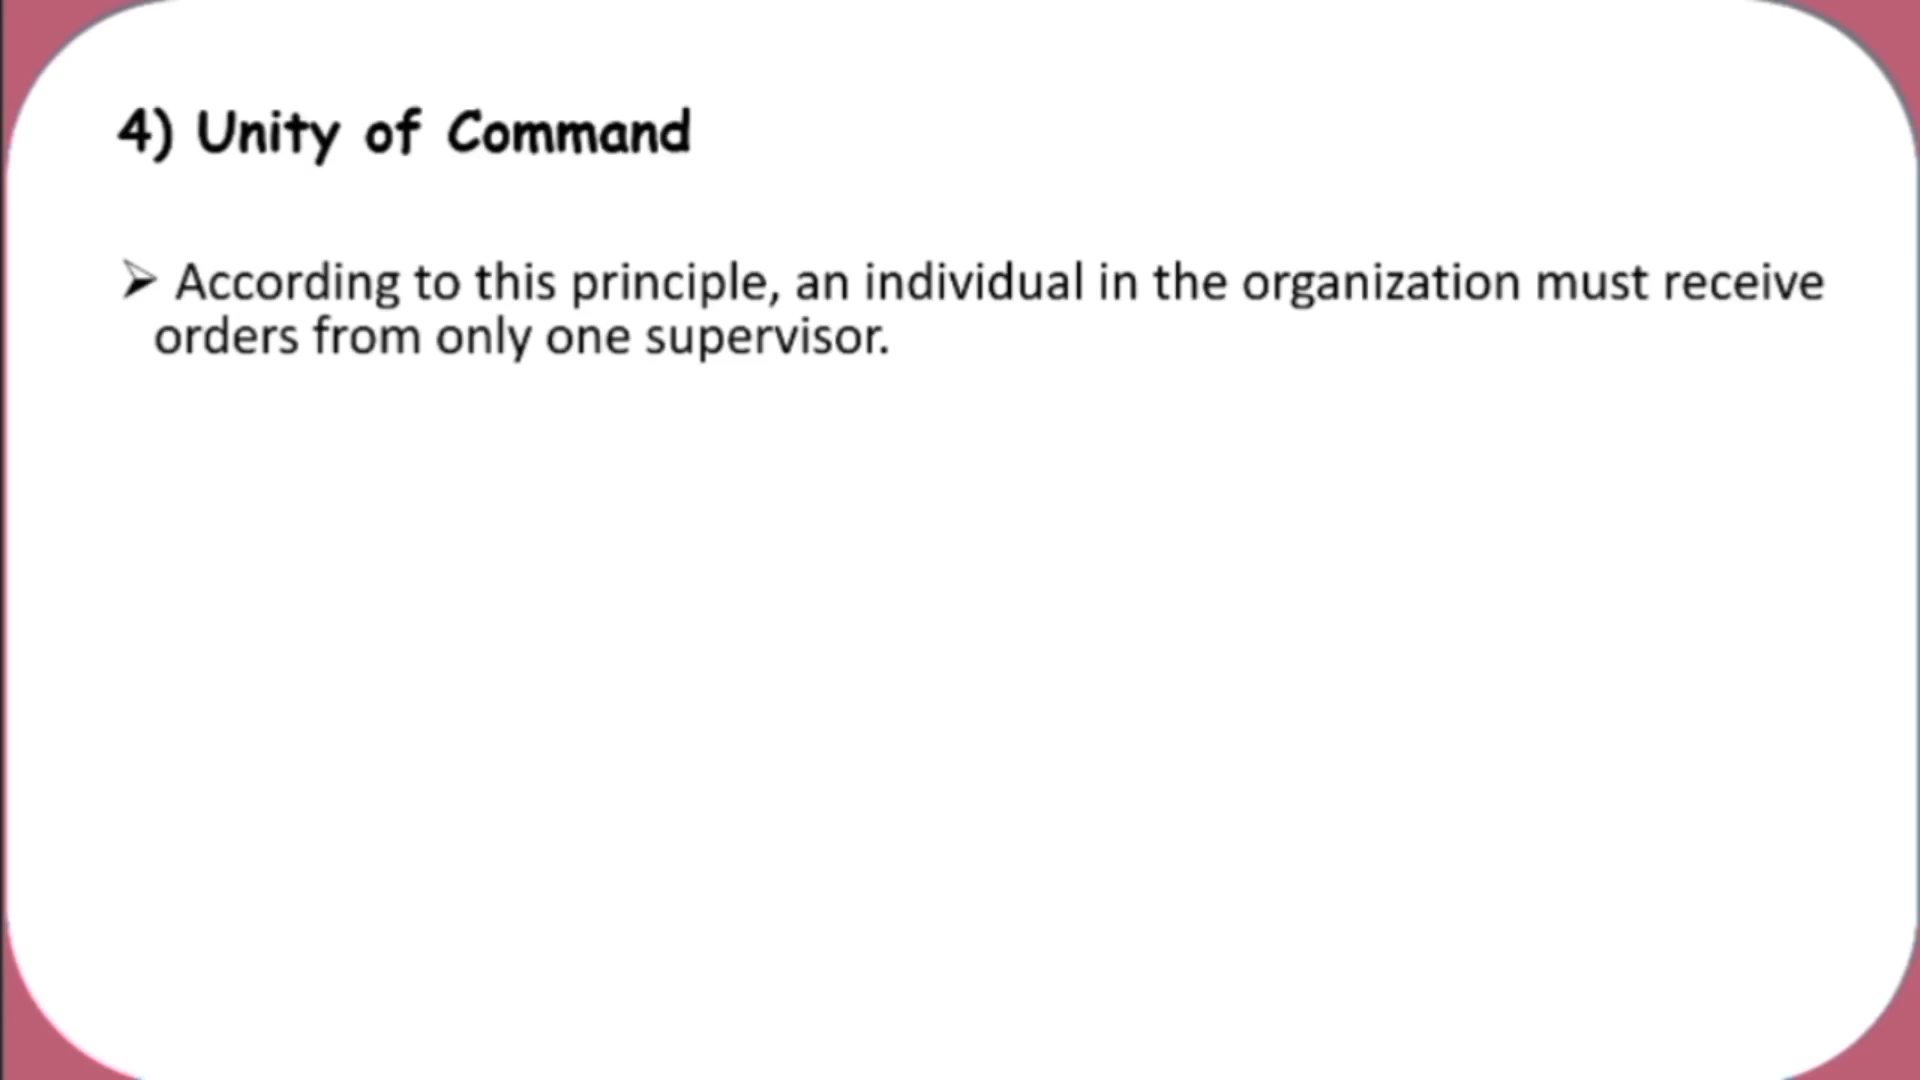 4) Unity of Command
➢ According to this principle, an individual in the organization must receive
orders from only one supervisor.